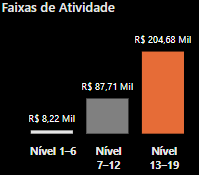 Faixas de Atividade
R$ 204,68 Mil
R$ 87,71 Mil
R$ 8,22 Mil
Nível 1–6
Nível
7–12
Nível
13–19